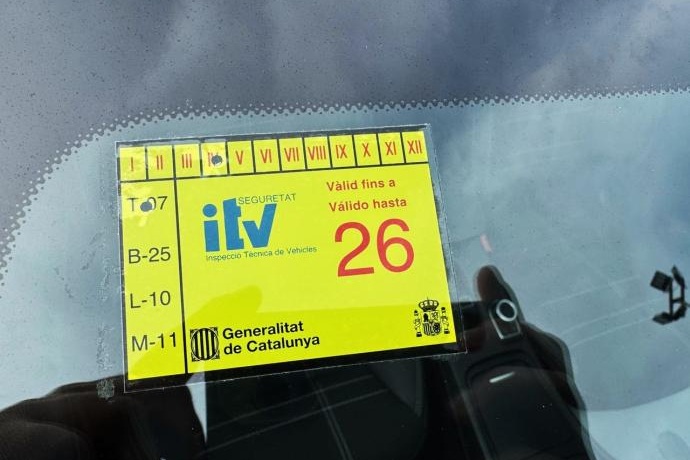 I II III IV V VI VII VIII IX X XI XII
T-07
B-25
L-10
M-11
SEGURETAT
itv
Inspecció Tècnica de Vehicles
Vàlid fins a
Válido hasta
26
Generalitat
de Catalunya